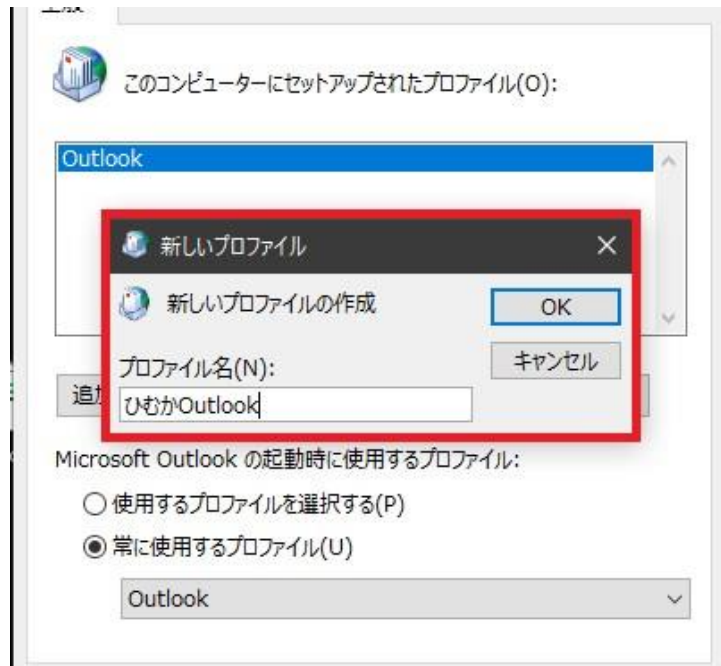 このコンピューターにセットアップされたプロファイル(O):
Outlook
新しいプロファイル
新しいプロファイルの作成
OK
キャンセル
プロファイル名(N):
ひむかOutlook
追加
Microsoft Outlook の起動時に使用するプロファイル:
使用するプロファイルを選択する(P)
常に使用するプロファイル(U)
Outlook